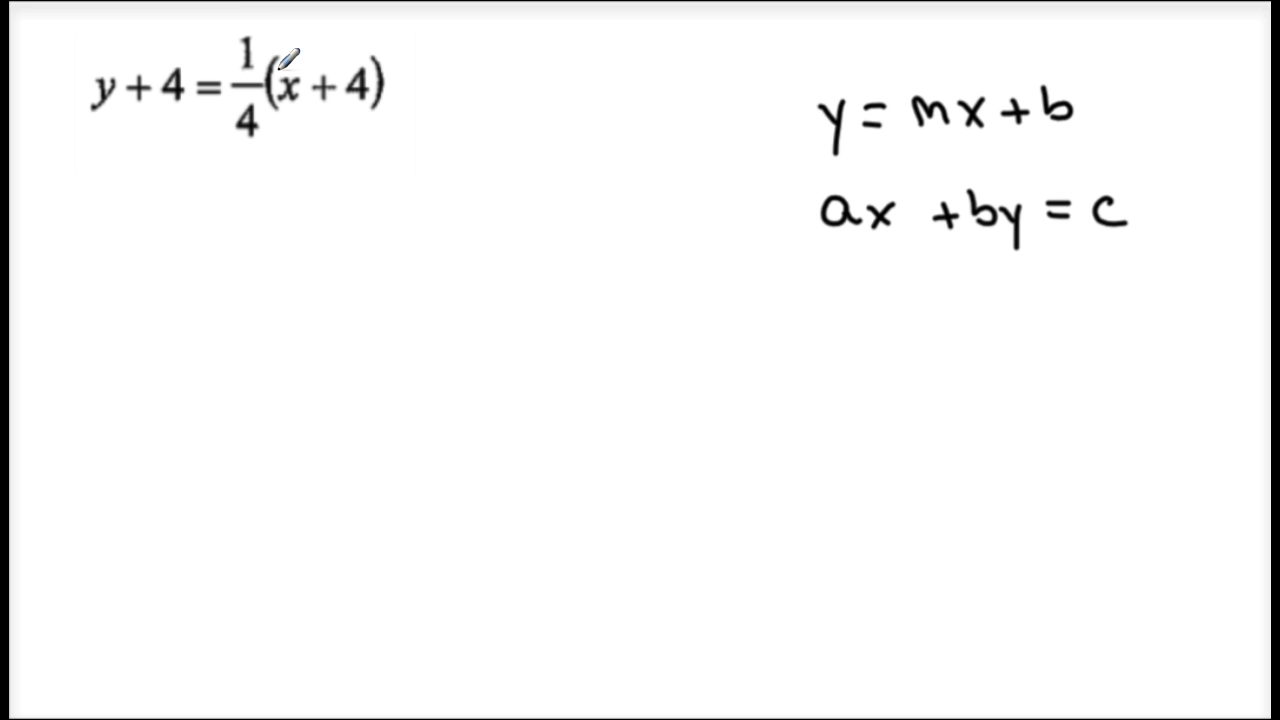 y + 4 = 1/4 (x + 4)
y = mx + b
ax + by = c